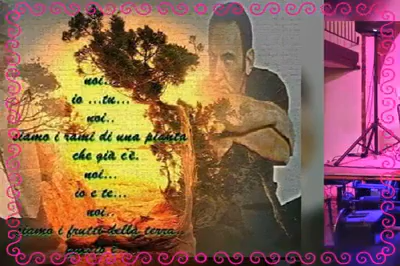 noi..
io ...tu...
noi..
siamo i rami di una pianta
che già c'è.
noi...
io e te...
noi..
siamo i frutti della terra..